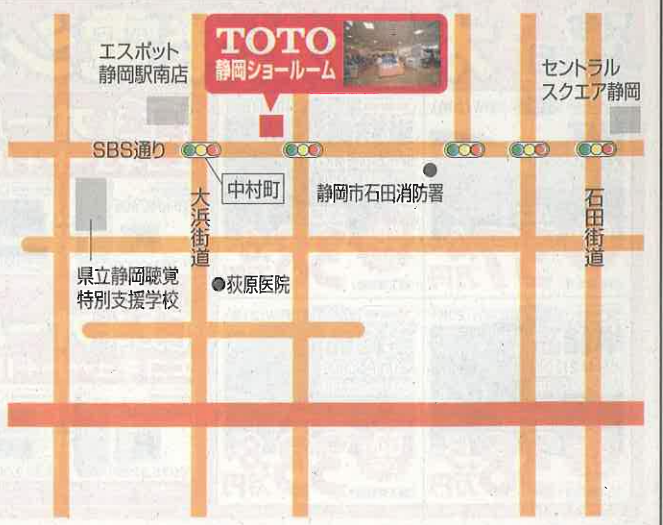 エスポット
静岡駅南店
TOTO
静岡ショールーム
セントラル
スクエア静岡
SBS通り
中村町
静岡市石田消防署
大浜街道
石田街道
県立静岡聴覚
特別支援学校
荻原医院